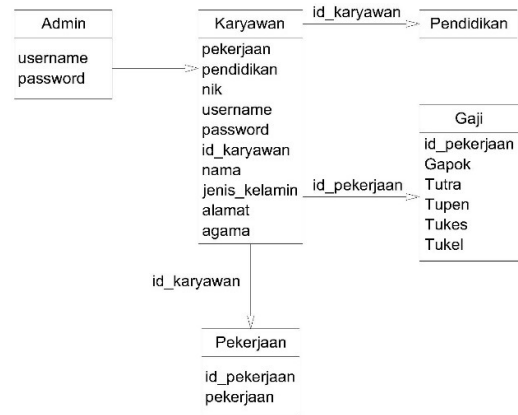 Admin
username
password
Karyawan
pekerjaan
pendidikan
nik
username
password
id_karyawan
nama
jenis_kelamin
alamat
agama
id_karyawan
Pendidikan
id_pekerjaan
Gaji
id_pekerjaan
Gapok
Tutra
Tupen
Tukes
Tukel
id_karyawan
Pekerjaan
id_pekerjaan
pekerjaan